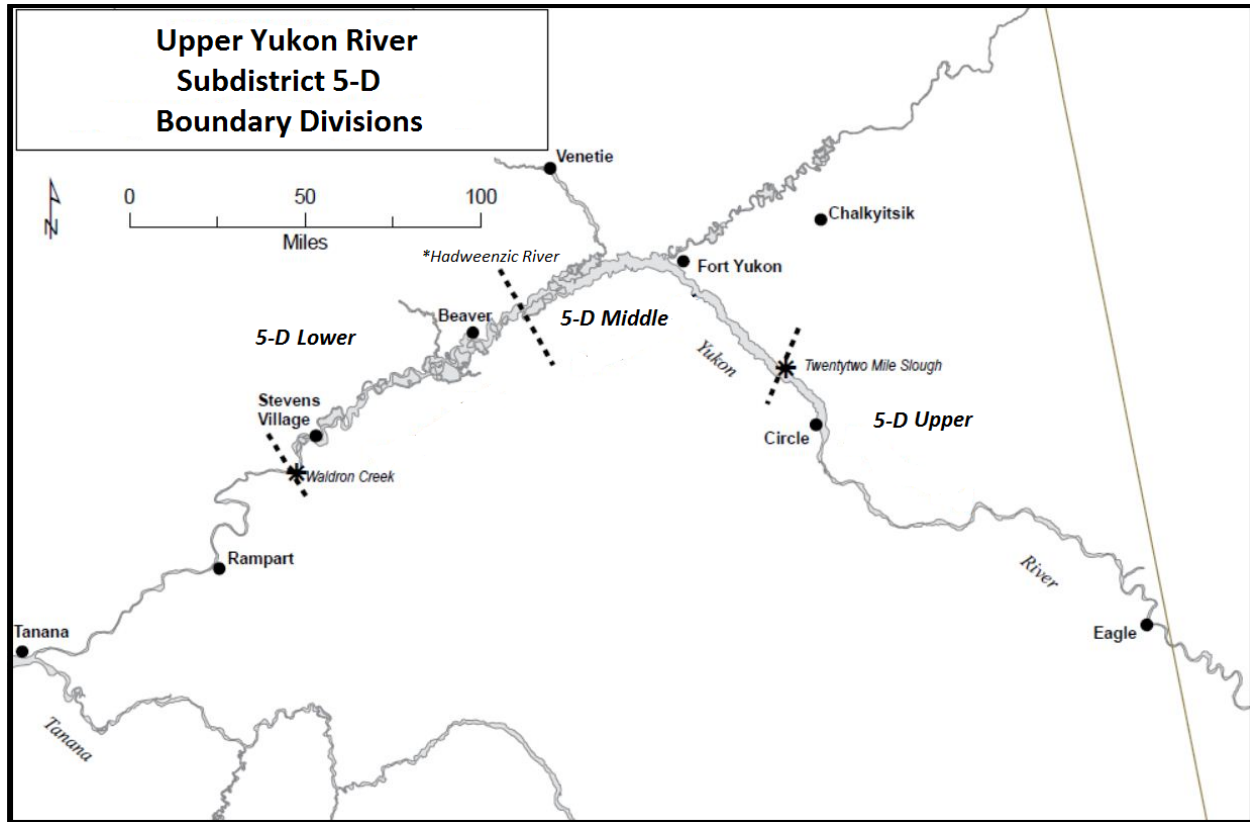 Upper Yukon River
Subdistrict 5-D
Boundary Divisions
Venetie
0 50 100
Miles
N
Chalkyitsik
*Hadweenzic River
Fort Yukon
Beaver
5-D Middle
5-D Lower
Yukon
Twentytwo Mile Slough
Stevens
Village
5-D Upper
Circle
Waldron Creek
Rampart
River
Tanana
Eagle
Tanana